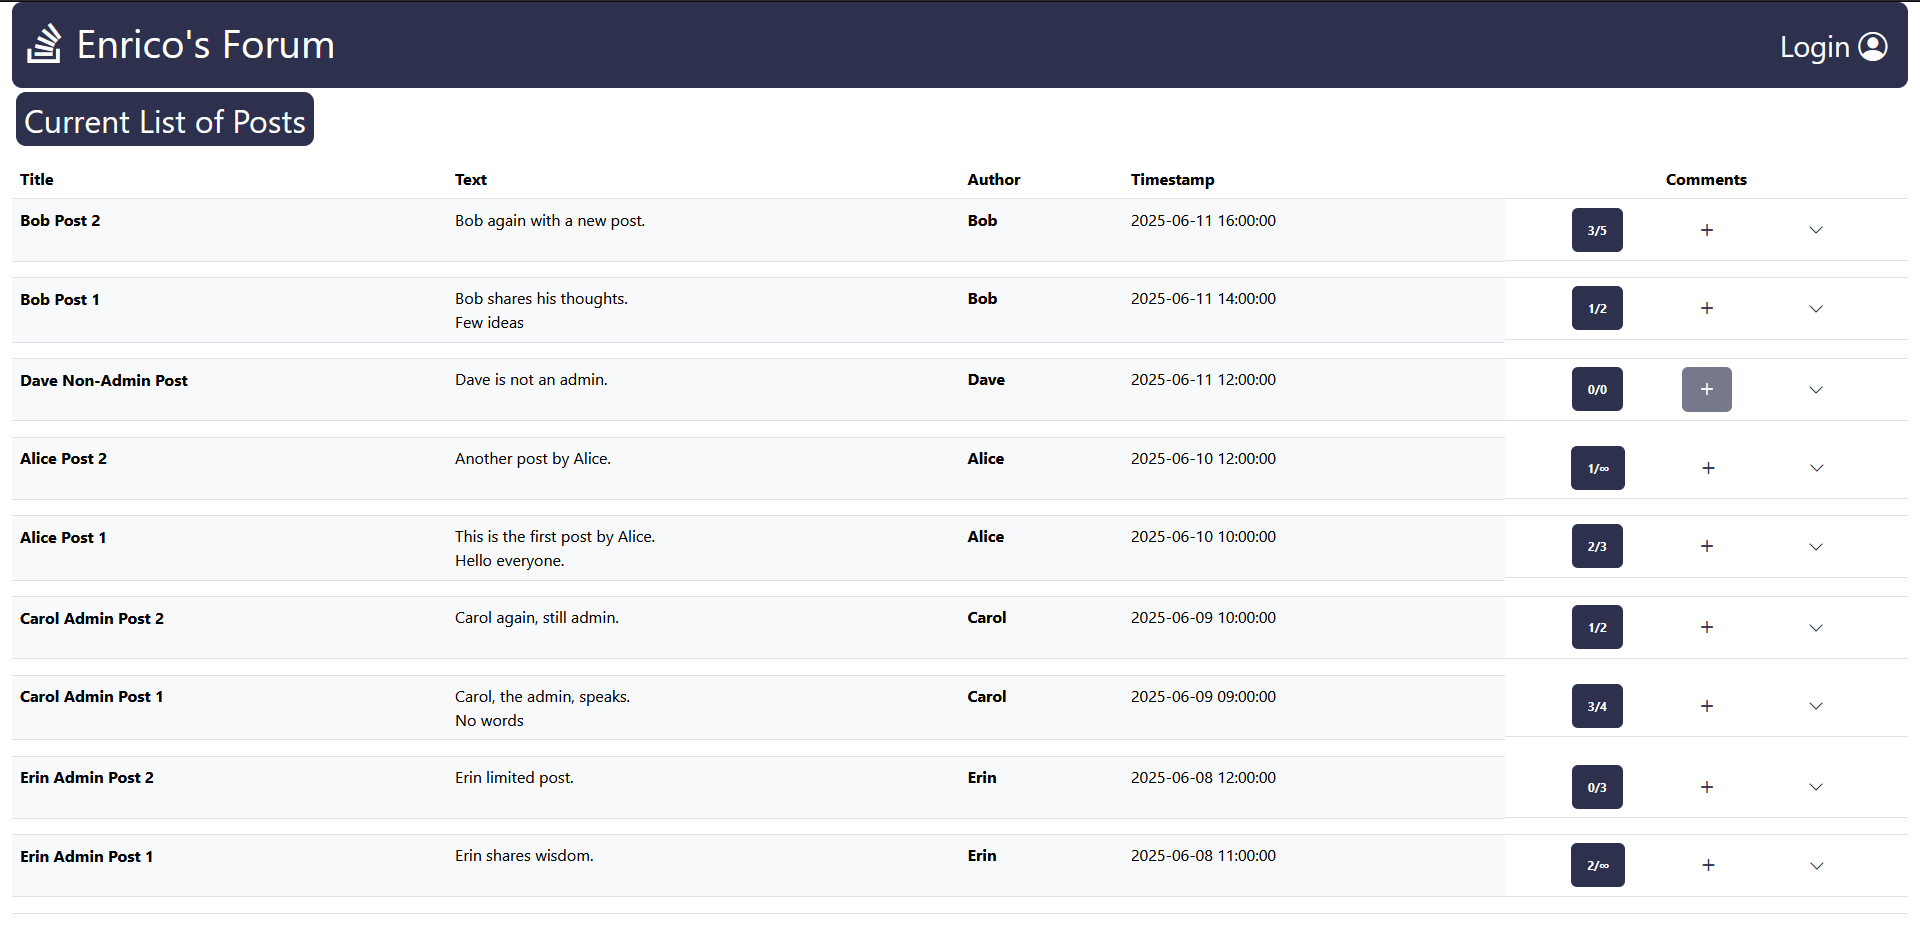 Enrico's Forum
Login
Current List of Posts
Title Text Author Timestamp Comments
Bob Post 2 Bob again with a new post. Bob 2025-06-11 16:00:00 3/5 +
Bob Post 1 Bob shares his thoughts. Bob 2025-06-11 14:00:00 1/2 +
Few ideas
Dave Non-Admin Post Dave is not an admin. Dave 2025-06-11 12:00:00 0/0 +
Alice Post 2 Another post by Alice. Alice 2025-06-10 12:00:00 1/∞ +
Alice Post 1 This is the first post by Alice. Alice 2025-06-10 10:00:00 2/3 +
Hello everyone.
Carol Admin Post 2 Carol again, still admin. Carol 2025-06-09 10:00:00 1/2 +
Carol Admin Post 1 Carol, the admin, speaks. Carol 2025-06-09 09:00:00 3/4 +
No words
Erin Admin Post 2 Erin limited post. Erin 2025-06-08 12:00:00 0/3 +
Erin Admin Post 1 Erin shares wisdom. Erin 2025-06-08 11:00:00 2/∞ +